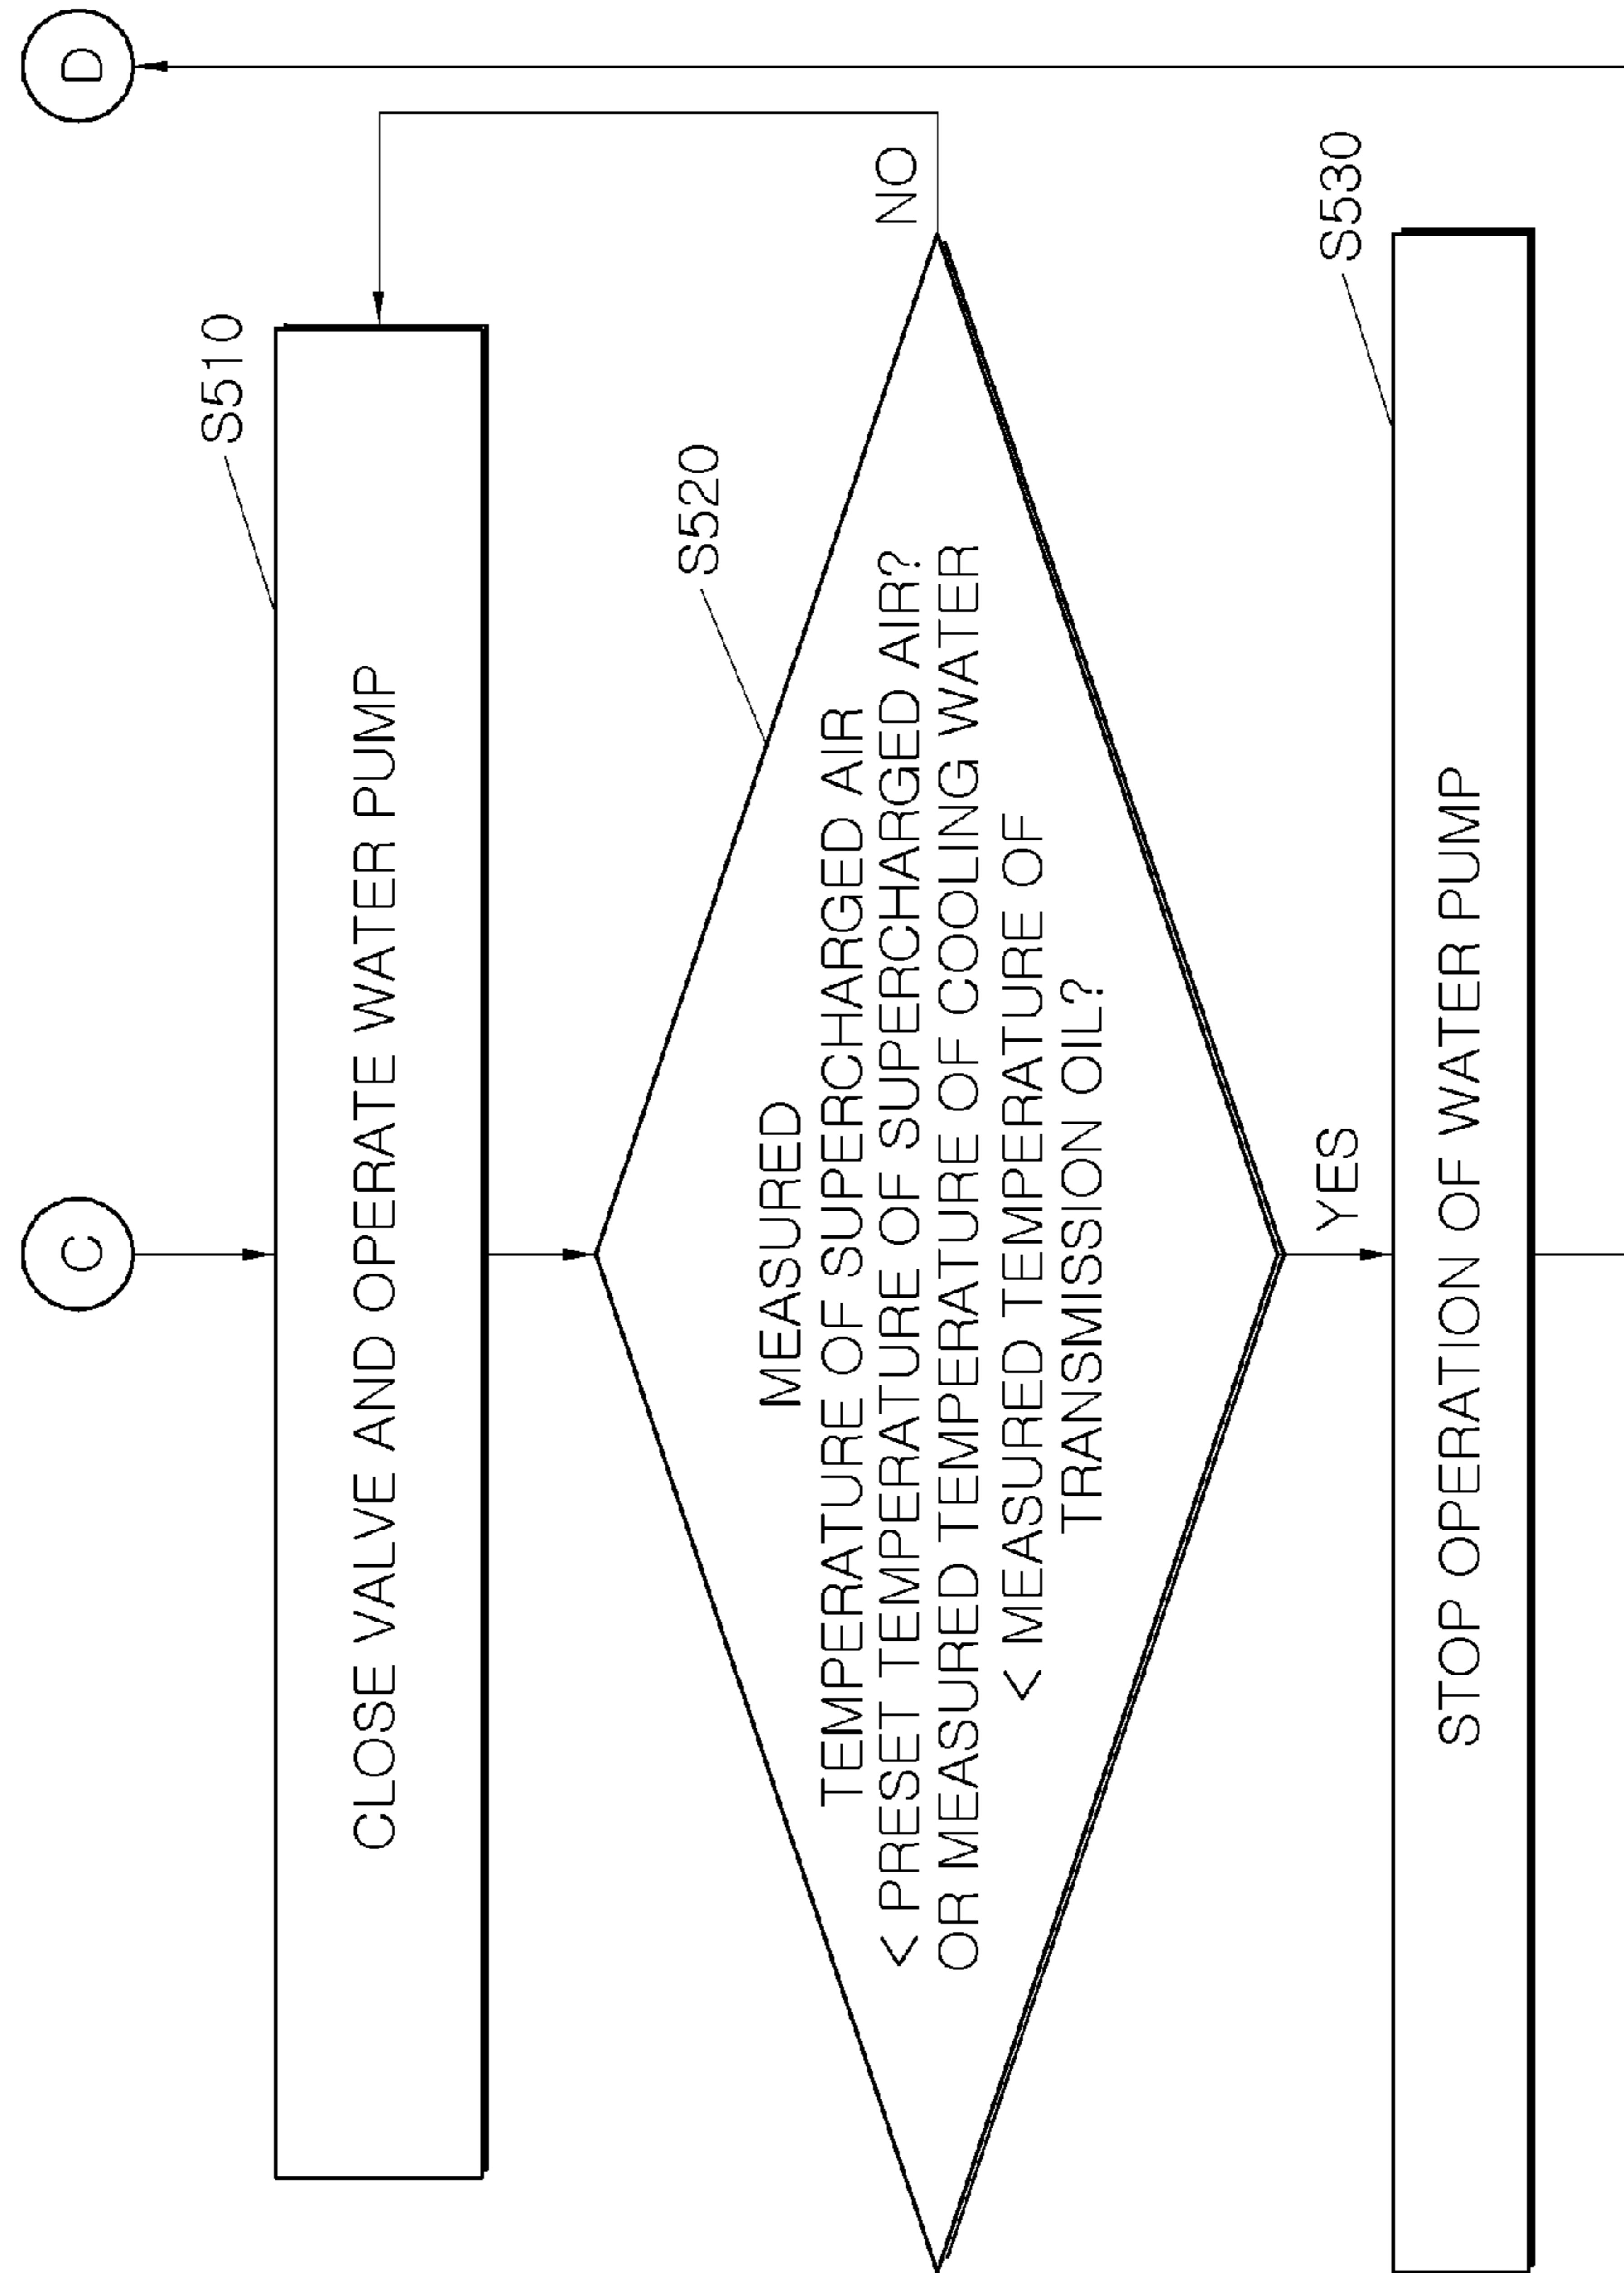 C
D
S510
CLOSE VALVE AND OPERATE WATER PUMP
S520
MEASURED
TEMPERATURE OF SUPERCHARGED AIR
< PRESET TEMPERATURE OF SUPERCHARGED AIR?
OR MEASURED TEMPERATURE OF COOLING WATER
< MEASURED TEMPERATURE OF
TRANSMISSION OIL?
NO
YES
S530
STOP OPERATION OF WATER PUMP